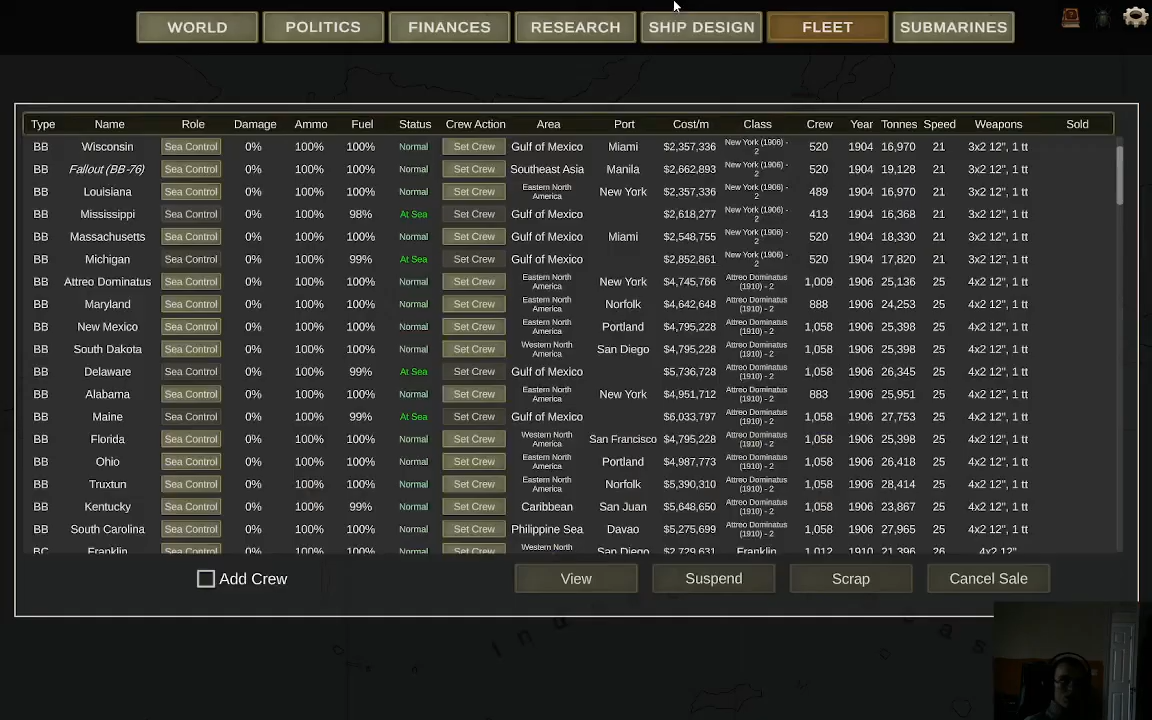 WORLD POLITICS FINANCES RESEARCH SHIP DESIGN FLEET SUBMARINES
Type Name Role Damage Ammo Fuel Status Crew Action Area Port Cost/m Class Crew Year Tonnes Speed Weapons Sold
BB Wisconsin Sea Control 0% 100% 100% Normal Set Crew Gulf of Mexico Miami $2,357,336 New York (1906) - 2 520 1904 16,970 21 3x2 12", 1 tt
BB Fallout (BB-76) Sea Control 0% 100% 100% Normal Set Crew Southeast Asia Manila $2,662,893 New York (1906) - 2 520 1904 19,128 21 3x2 12", 1 tt
BB Louisiana Sea Control 0% 100% 100% Normal Set Crew Eastern North America New York $2,357,336 New York (1906) - 2 489 1904 16,970 21 3x2 12", 1 tt
BB Mississippi Sea Control 0% 100% 98% At Sea Set Crew Gulf of Mexico $2,618,277 New York (1906) - 2 413 1904 16,368 21 3x2 12", 1 tt
BB Massachusetts Sea Control 0% 100% 100% Normal Set Crew Gulf of Mexico Miami $2,548,755 New York (1906) - 2 520 1904 18,330 21 3x2 12", 1 tt
BB Michigan Sea Control 0% 100% 99% At Sea Set Crew Gulf of Mexico $2,852,861 New York (1906) - 2 520 1904 17,820 21 3x2 12", 1 tt
BB Attreo Dominatus Sea Control 0% 100% 100% Normal Set Crew Eastern North America New York $4,745,766 Attreo Dominatus (1910) - 2 1,009 1906 25,136 25 4x2 12", 1 tt
BB Maryland Sea Control 0% 100% 100% Normal Set Crew Eastern North America Norfolk $4,642,648 Attreo Dominatus (1910) - 2 888 1906 24,253 25 4x2 12", 1 tt
BB New Mexico Sea Control 0% 100% 100% Normal Set Crew Eastern North America Portland $4,795,228 Attreo Dominatus (1910) - 2 1,058 1906 25,398 25 4x2 12", 1 tt
BB South Dakota Sea Control 0% 100% 100% Normal Set Crew Western North America San Diego $4,795,228 Attreo Dominatus (1910) - 2 1,058 1906 25,398 25 4x2 12", 1 tt
BB Delaware Sea Control 0% 100% 99% At Sea Set Crew Gulf of Mexico $5,736,728 Attreo Dominatus (1910) - 2 1,058 1906 26,345 25 4x2 12", 1 tt
BB Alabama Sea Control 0% 100% 100% Normal Set Crew Eastern North America New York $4,951,712 Attreo Dominatus (1910) - 2 883 1906 25,951 25 4x2 12", 1 tt
BB Maine Sea Control 0% 100% 99% At Sea Set Crew Gulf of Mexico $6,033,797 Attreo Dominatus (1910) - 2 1,058 1906 27,753 25 4x2 12", 1 tt
BB Florida Sea Control 0% 100% 100% Normal Set Crew Western North America San Francisco $4,795,228 Attreo Dominatus (1910) - 2 1,058 1906 25,398 25 4x2 12", 1 tt
BB Ohio Sea Control 0% 100% 100% Normal Set Crew Eastern North America Portland $4,987,773 Attreo Dominatus (1910) - 2 1,058 1906 26,418 25 4x2 12", 1 tt
BB Truxtun Sea Control 0% 100% 100% Normal Set Crew Eastern North America Norfolk $5,390,310 Attreo Dominatus (1910) - 2 1,058 1906 28,414 25 4x2 12", 1 tt
BB Kentucky Sea Control 0% 100% 99% Normal Set Crew Caribbean San Juan $5,648,650 Attreo Dominatus (1910) - 2 1,058 1906 23,867 25 4x2 12", 1 tt
BB South Carolina Sea Control 0% 100% 100% Normal Set Crew Philippine Sea Davao $5,275,699 Attreo Dominatus (1910) - 2 1,058 1906 27,965 25 4x2 12", 1 tt
BC Franklin Sea Control 0% 100% 100% Normal Set Crew Western North San Diego $2,729,631 Franklin 1,012 1910 21,396 26 4x2 12"
Add Crew View Suspend Scrap Cancel Sale